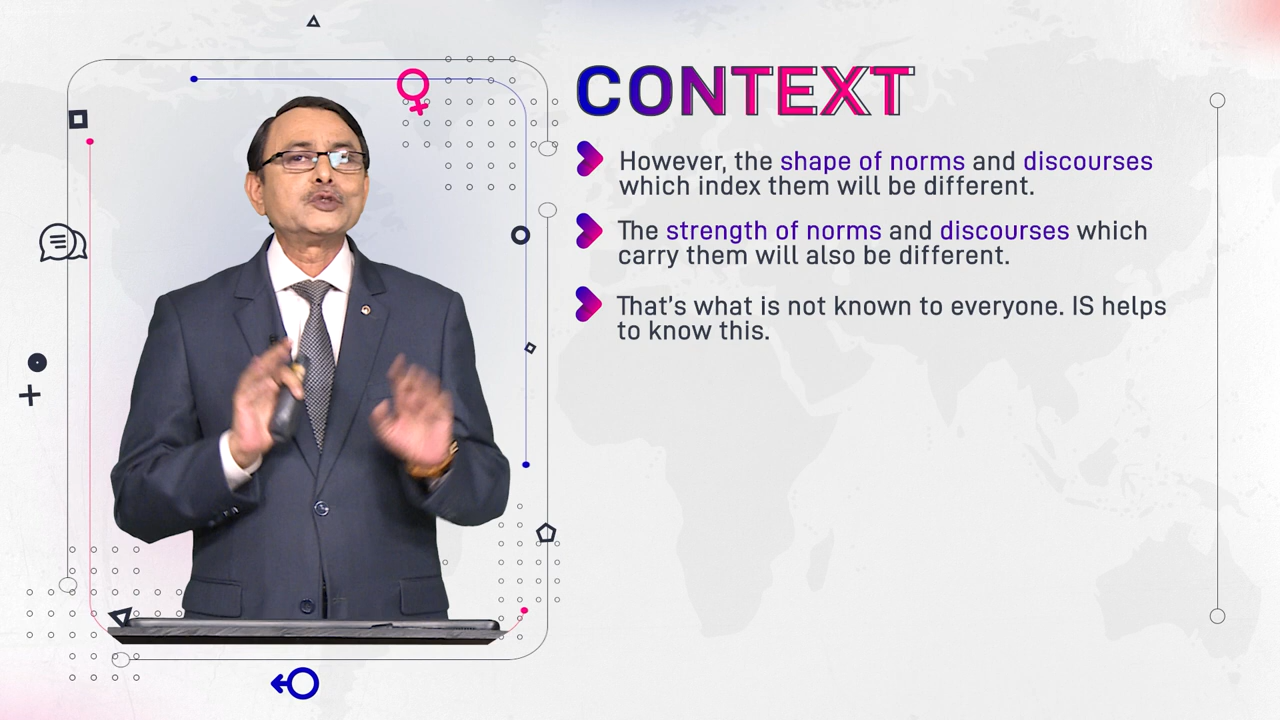 CONTEXT
However, the shape of norms and discourses
which index them will be different.
The strength of norms and discourses which
carry them will also be different.
That's what is not known to everyone. IS helps
to know this.